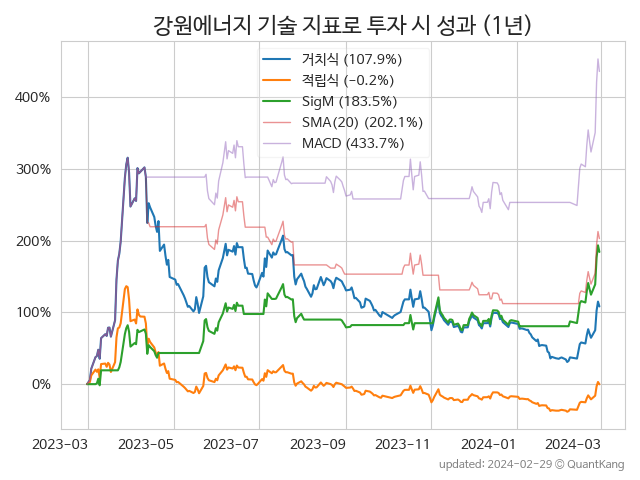 강원에너지 기술 지표로 투자 시 성과 (1년)
거치식 (107.9%)
적립식 (−0.2%)
SigM (183.5%)
SMA(20) (202.1%)
MACD (433.7%)
400%
300%
200%
100%
0%
2023-03 2023-05 2023-07 2023-09 2023-11 2024-01 2024-03
updated: 2024-02-29 © QuantKang